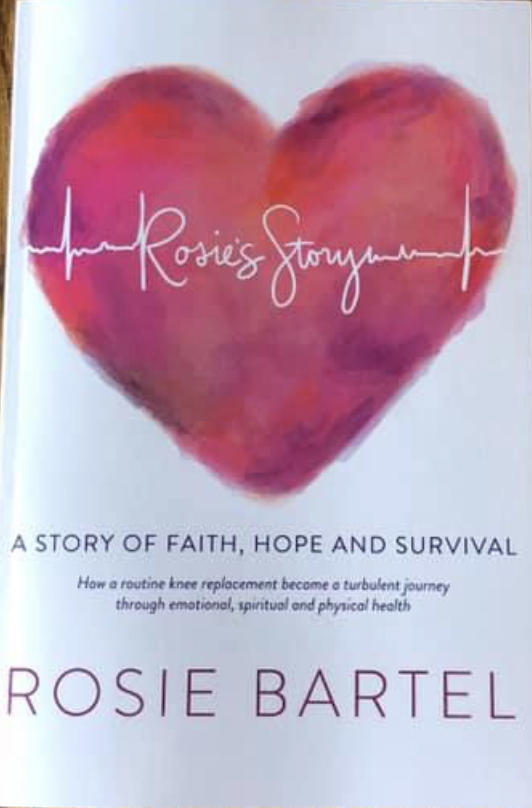 Rosie's Story
A STORY OF FAITH, HOPE AND SURVIVAL
How a routine knee replacement became a turbulent journey
through emotional, spiritual and physical health
ROSIE BARTEL